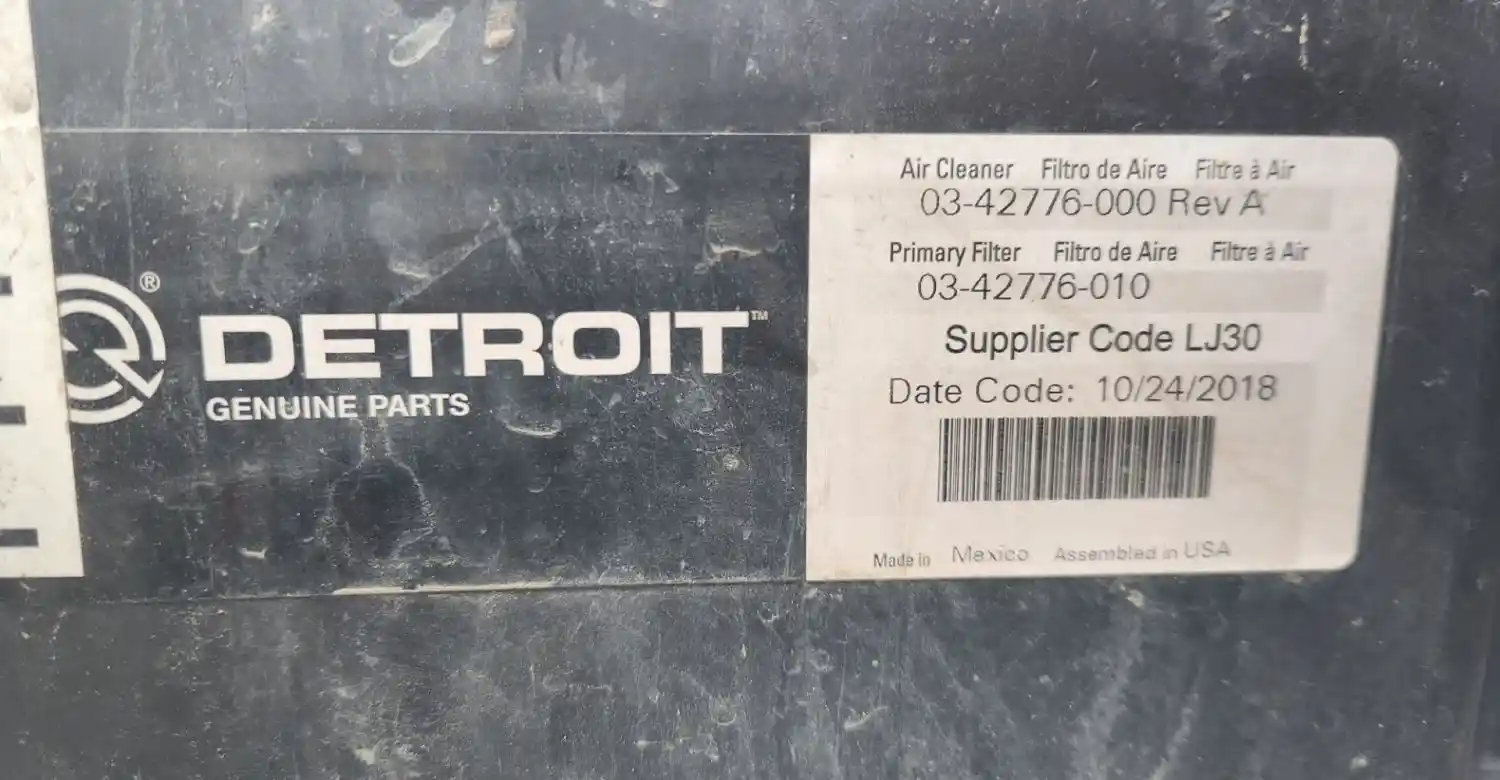 ®
DETROIT™
GENUINE PARTS
Air Cleaner Filtro de Aire Filtre à Air
03-42776-000 Rev A
Primary Filter Filtro de Aire Filtre à Air
03-42776-010
Supplier Code LJ30
Date Code: 10/24/2018
Made in Mexico Assembled in USA